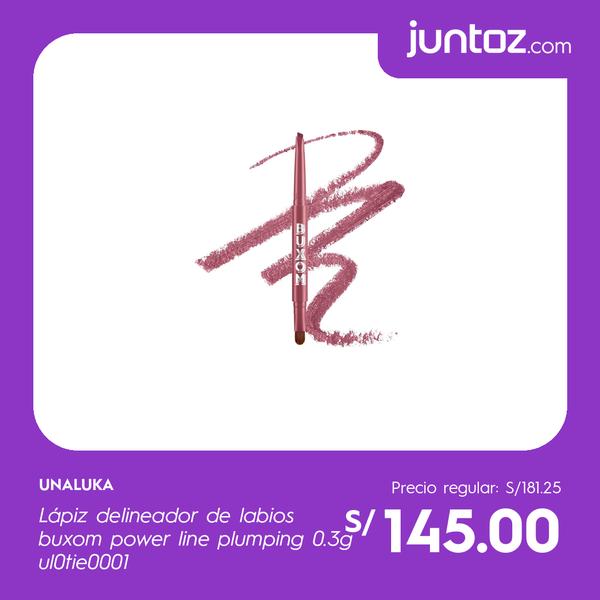 juntoz.com
BUXOM
UNALUKA
Lápiz delineador de labios
buxom power line plumping 0.3g
ul0tie0001
Precio regular: S/181.25
S/ 145.00